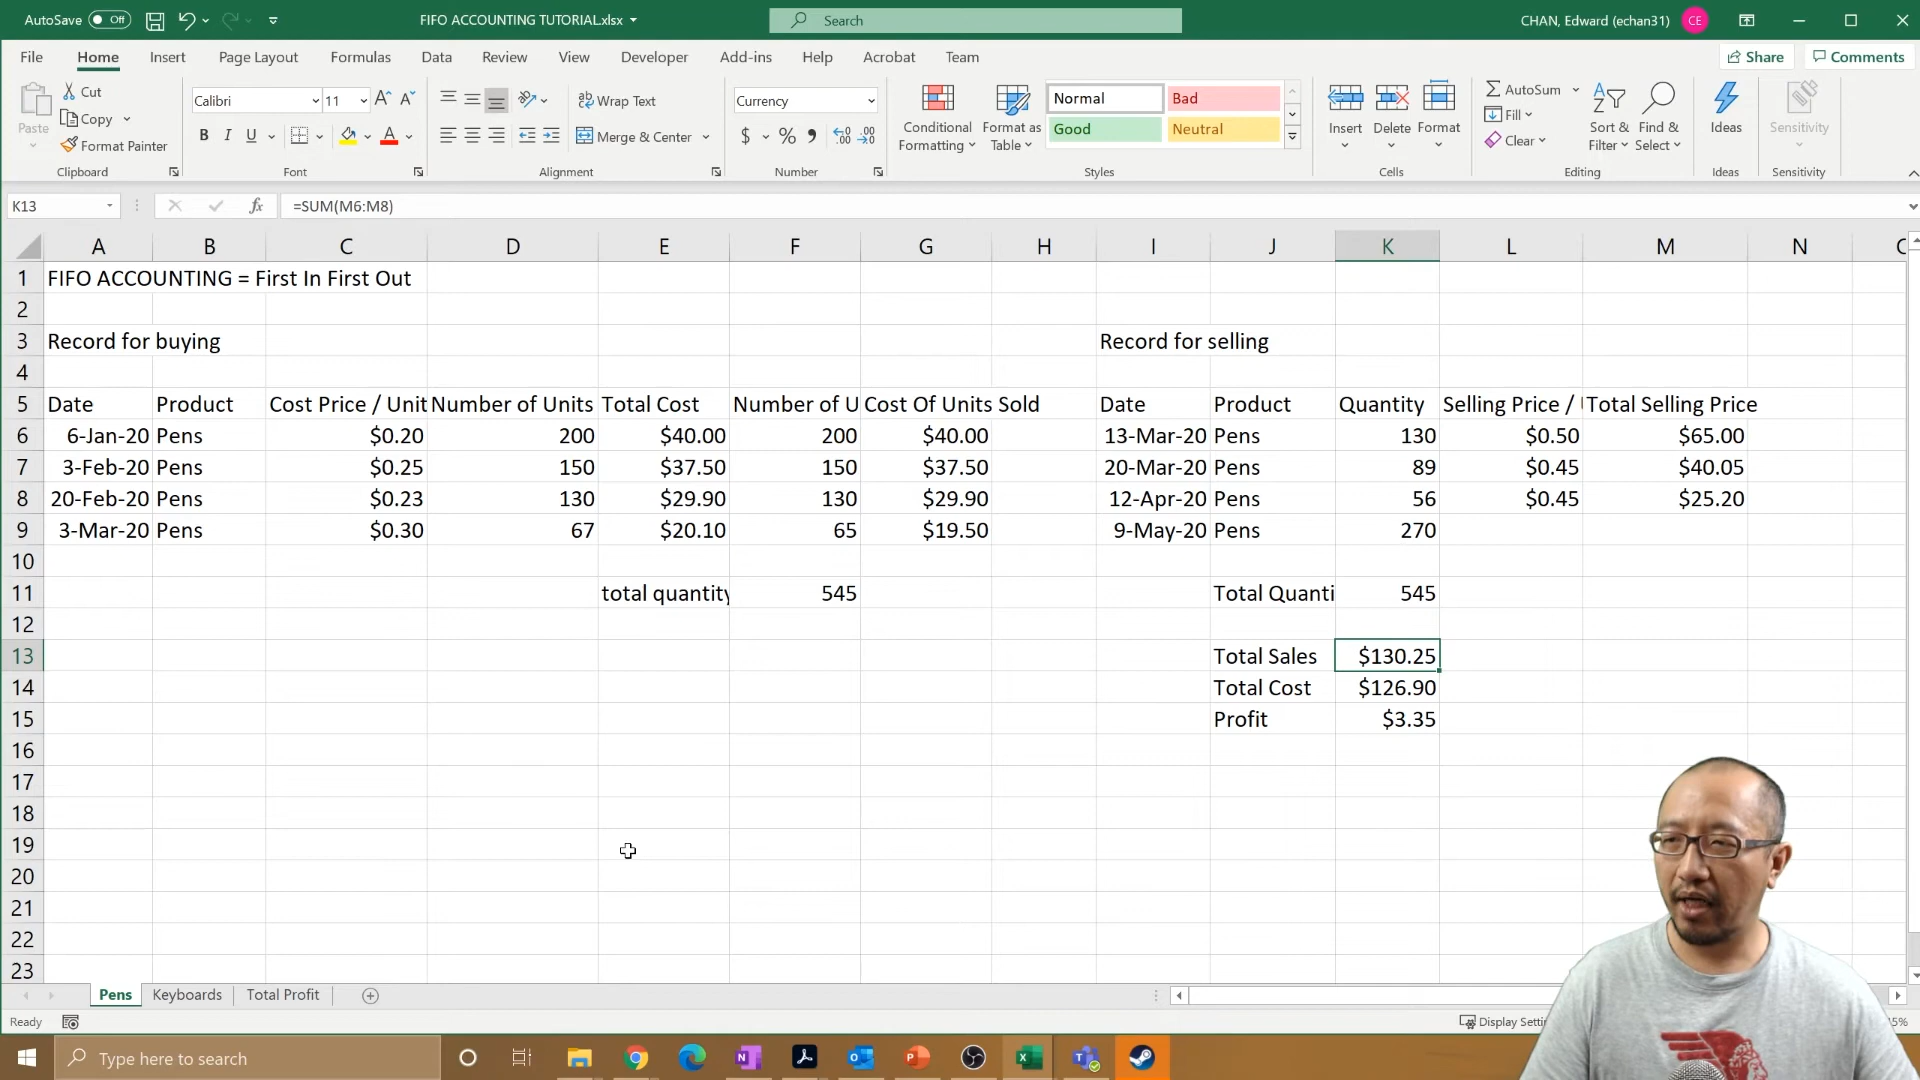 AutoSave Off FIFO ACCOUNTING TUTORIAL.xlsx Search CHAN, Edward (echan31) CE
File Home Insert Page Layout Formulas Data Review View Developer Add-ins Help Acrobat Team Share Comments
Paste Cut Copy Format Painter Clipboard
Calibri 11 A A B I U A Font
Wrap Text Merge & Center Alignment
Currency $ % Number
Conditional Formatting Format as Table Normal Bad Good Neutral Styles
Insert Delete Format Cells
AutoSum Fill Clear Sort & Filter Find & Select Editing
Ideas Ideas Sensitivity Sensitivity
K13 fx =SUM(M6:M8)
A B C D E F G H I J K L M N
1 FIFO ACCOUNTING = First In First Out
2
3 Record for buying Record for selling
4
5 Date Product Cost Price / Unit Number of Units Total Cost Number of U Cost Of Units Sold Date Product Quantity Selling Price / Total Selling Price
6 6-Jan-20 Pens $0.20 200 $40.00 200 $40.00 13-Mar-20 Pens 130 $0.50 $65.00
7 3-Feb-20 Pens $0.25 150 $37.50 150 $37.50 20-Mar-20 Pens 89 $0.45 $40.05
8 20-Feb-20 Pens $0.23 130 $29.90 130 $29.90 12-Apr-20 Pens 56 $0.45 $25.20
9 3-Mar-20 Pens $0.30 67 $20.10 65 $19.50 9-May-20 Pens 270
10
11 total quantity 545 Total Quanti 545
12
13 Total Sales $130.25
14 Total Cost $126.90
15 Profit $3.35
16
17
18
19
20
21
22
23
Pens Keyboards Total Profit
Ready Display Setti 5%
Type here to search